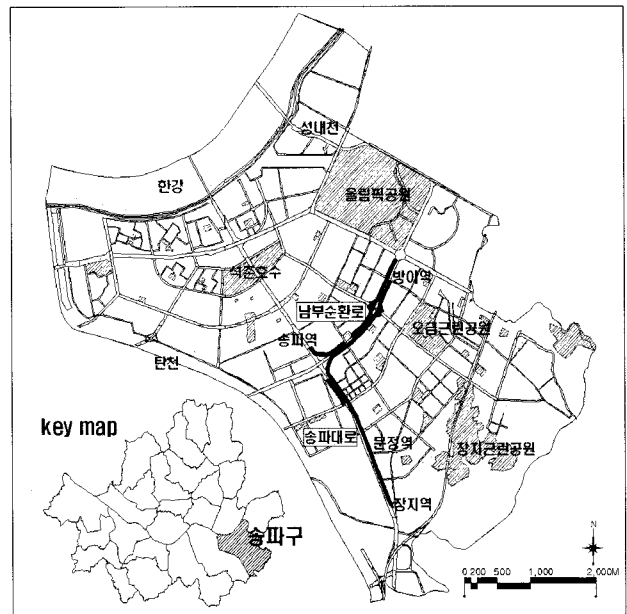 성내천
한강
올림픽공원
석촌호수
방이역
남부순환로
오금근린공원
송파역
탄천
key map
송파대로
문정역
장지근린공원
장지역
송파구
N
0 200 500 1,000 2,000M